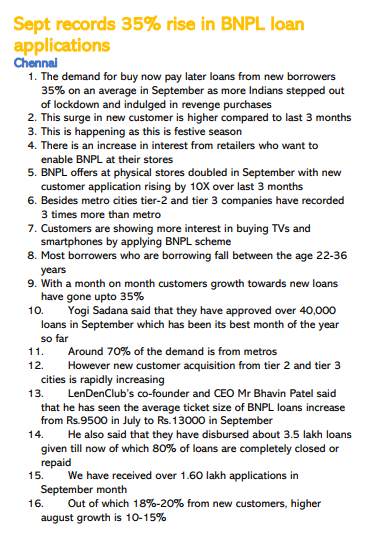 Sept records 35% rise in BNPL loan
applications
Chennai
1. The demand for buy now pay later loans from new borrowers
35% on an average in September as more Indians stepped out
of lockdown and indulged in revenge purchases
2. This surge in new customer is higher compared to last 3 months
3. This is happening as this is festive season
4. There is an increase in interest from retailers who want to
enable BNPL at their stores
5. BNPL offers at physical stores doubled in September with new
customer application rising by 10X over last 3 months
6. Besides metro cities tier-2 and tier 3 companies have recorded
3 times more than metro
7. Customers are showing more interest in buying TVs and
smartphones by applying BNPL scheme
8. Most borrowers who are borrowing fall between the age 22-36
years
9. With a month on month customers growth towards new loans
have gone upto 35%
10. Yogi Sadana said that they have approved over 40,000
loans in September which has been its best month of the year
so far
11. Around 70% of the demand is from metros
12. However new customer acquisition from tier 2 and tier 3
cities is rapidly increasing
13. LenDenClub's co-founder and CEO Mr Bhavin Patel said
that he has seen the average ticket size of BNPL loans increase
from Rs.9500 in July to Rs.13000 in September
14. He also said that they have disbursed about 3.5 lakh loans
given till now of which 80% of loans are completely closed or
repaid
15. We have received over 1.60 lakh applications in
September month
16. Out of which 18%-20% from new customers, higher
august growth is 10-15%